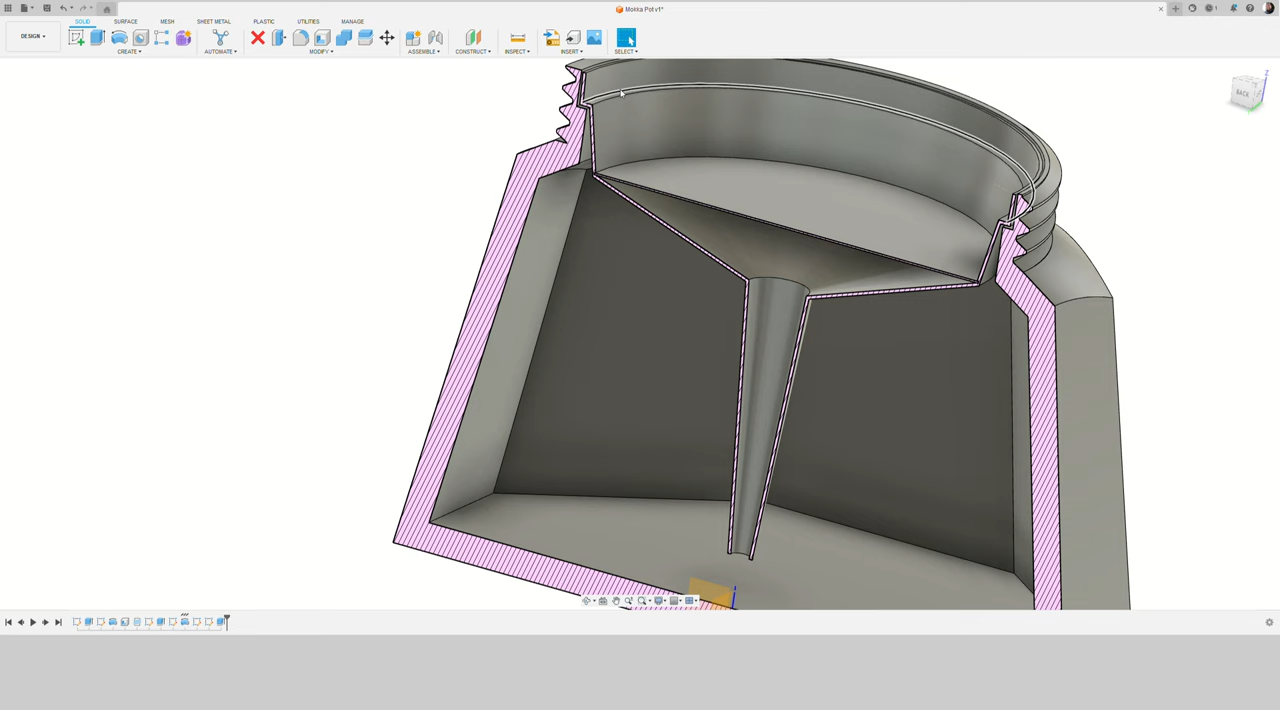 Mokka Pot v1*
SOLID SURFACE MESH SHEET METAL PLASTIC UTILITIES MANAGE
DESIGN
CREATE AUTOMATE MODIFY ASSEMBLE CONSTRUCT INSPECT INSERT SELECT
Z
BACK